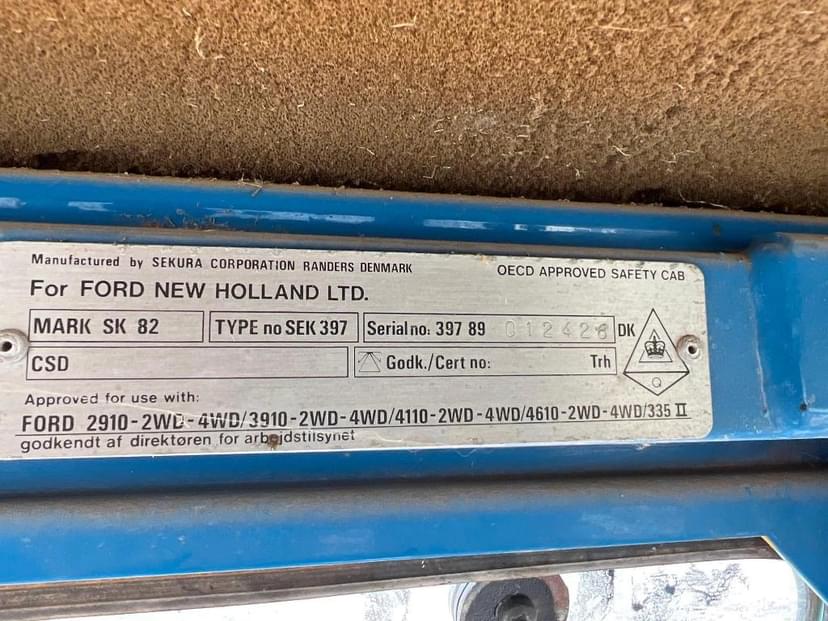 Manufactured by SEKURA CORPORATION RANDERS DENMARK
OECD APPROVED SAFETY CAB
For FORD NEW HOLLAND LTD.
MARK SK 82
TYPE no SEK 397
Serial no: 397 89 012426 DK
CSD
Godk./Cert no: Trh
Q
Approved for use with:
FORD 2910-2WD-4WD/3910-2WD-4WD/4110-2WD-4WD/4610-2WD-4WD/335 II
godkendt af direktøren for arbejdstilsynet